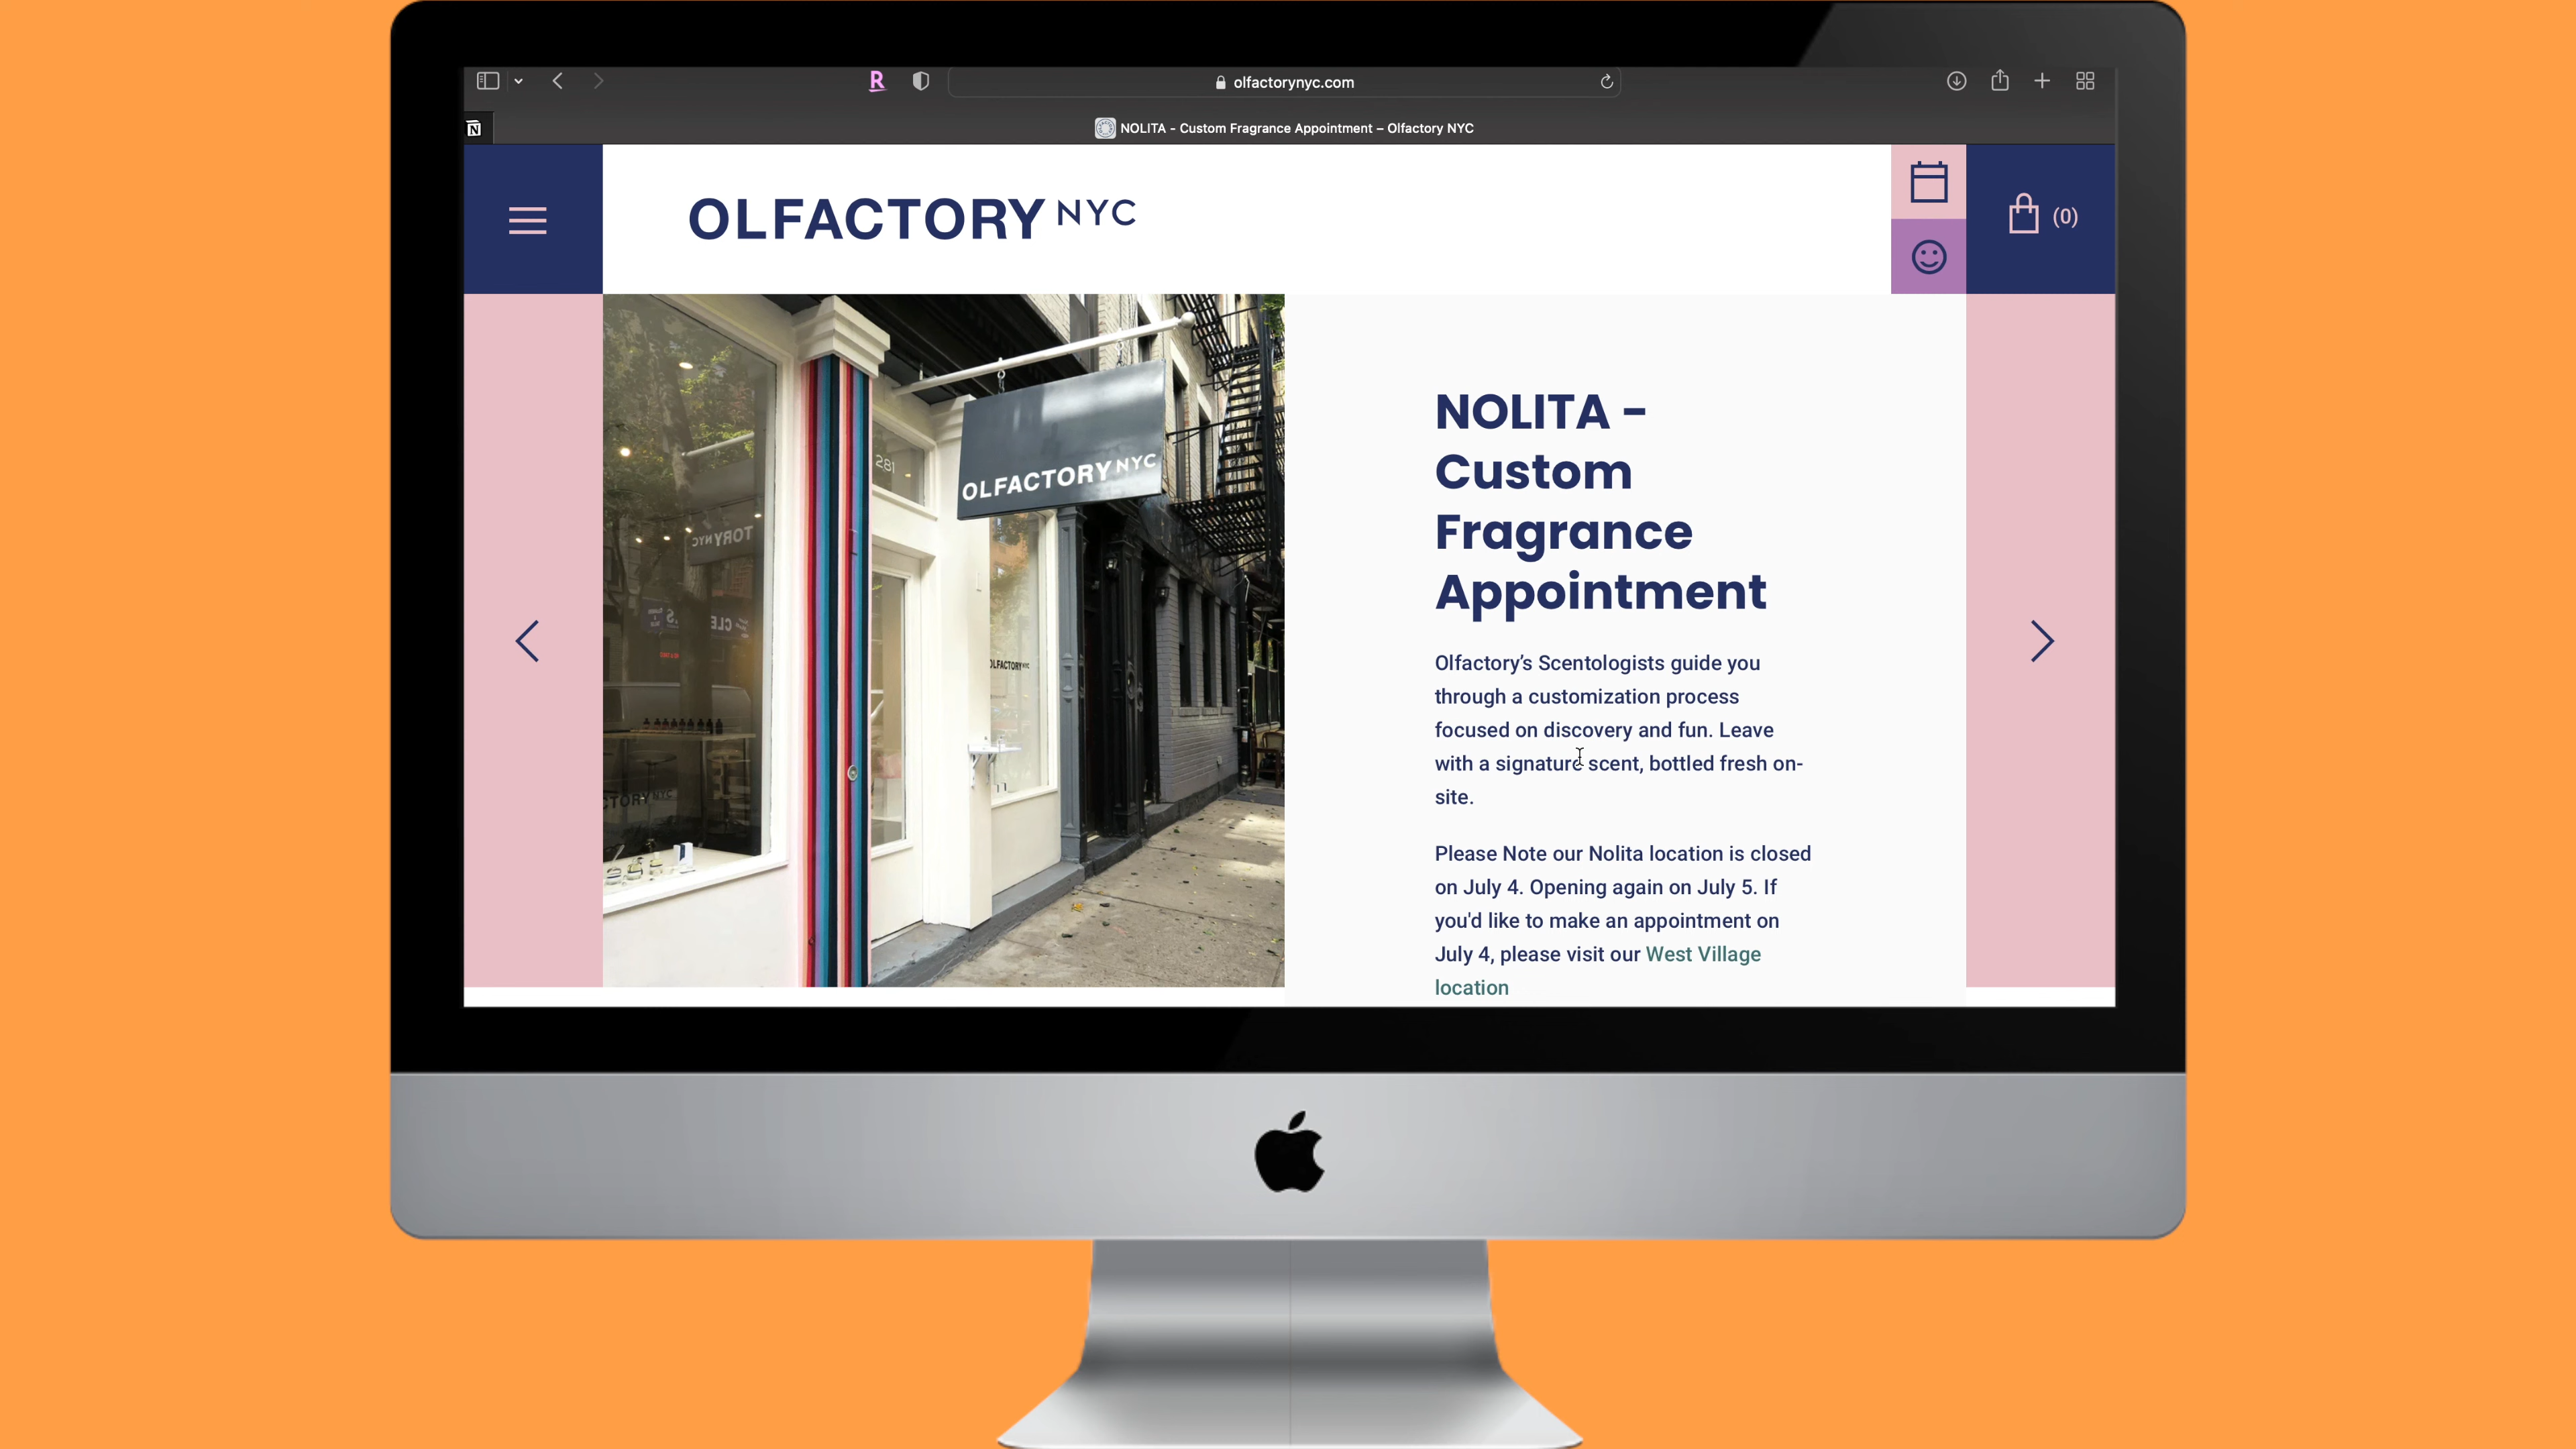 olfactorynyc.com
NOLITA - Custom Fragrance Appointment – Olfactory NYC
OLFACTORY NYC
(0)
281
OLFACTORY NYC
OLFACTORY NYC
NOLITA -
Custom
Fragrance
Appointment
Olfactory’s Scentologists guide you
through a customization process
focused on discovery and fun. Leave
with a signature scent, bottled fresh on-
site.
Please Note our Nolita location is closed
on July 4. Opening again on July 5. If
you'd like to make an appointment on
July 4, please visit our West Village
location